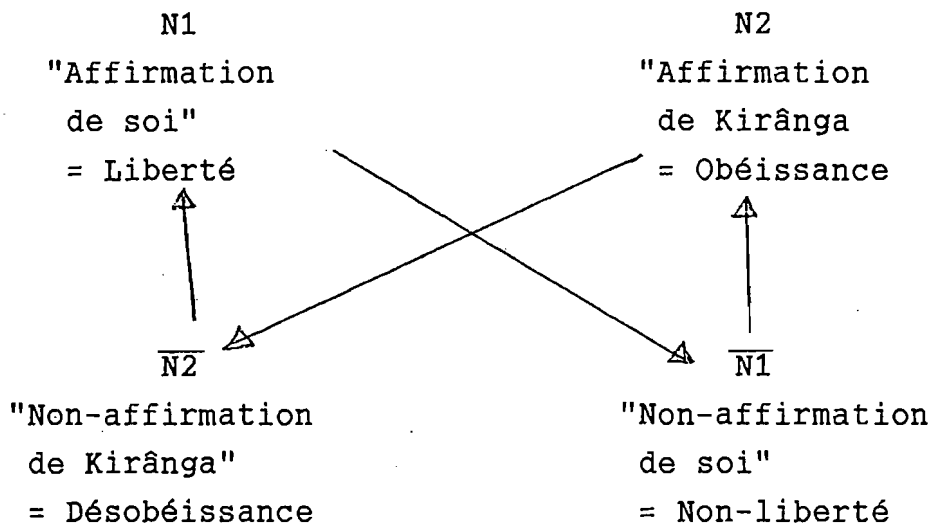 N1
"Affirmation
de soi"
= Liberté
N2
"Affirmation
de Kirânga
= Obéissance
N2
"Non-affirmation
de Kirânga"
= Désobéissance
N1
"Non-affirmation
de soi"
= Non-liberté